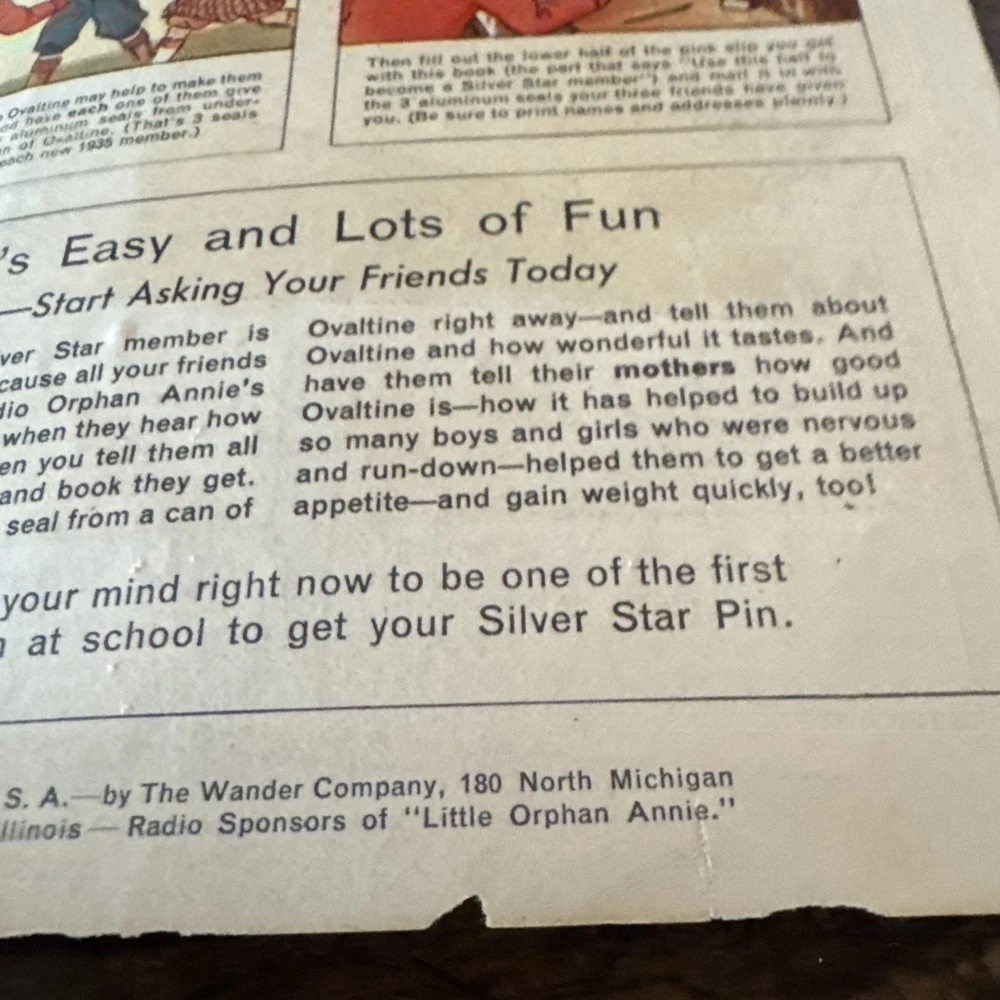 Ovaltine may help to make them
have each one of them give
aluminum seals from under-
of Ovaltine. (That's 3 seals
each new 1935 member.)
Then fill out the lower half of the pink slip you get
with this book (the part that says "Use this half to
become a Silver Star member") and mail it in with
the 3 aluminum seals your three friends have given
you. (Be sure to print names and addresses plainly.)
's Easy and Lots of Fun
—Start Asking Your Friends Today
ver Star member is
cause all your friends
dio Orphan Annie's
when they hear how
en you tell them all
and book they get.
seal from a can of
Ovaltine right away—and tell them about
Ovaltine and how wonderful it tastes. And
have them tell their mothers how good
Ovaltine is—how it has helped to build up
so many boys and girls who were nervous
and run-down—helped them to get a better
appetite—and gain weight quickly, too!
your mind right now to be one of the first
at school to get your Silver Star Pin.
S. A.—by The Wander Company, 180 North Michigan
llinois — Radio Sponsors of "Little Orphan Annie."